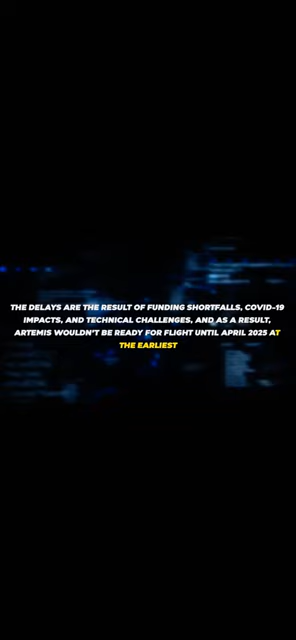 THE DELAYS ARE THE RESULT OF FUNDING SHORTFALLS, COVID-19
IMPACTS, AND TECHNICAL CHALLENGES, AND AS A RESULT,
ARTEMIS WOULDN'T BE READY FOR FLIGHT UNTIL APRIL 2025 AT
THE EARLIEST